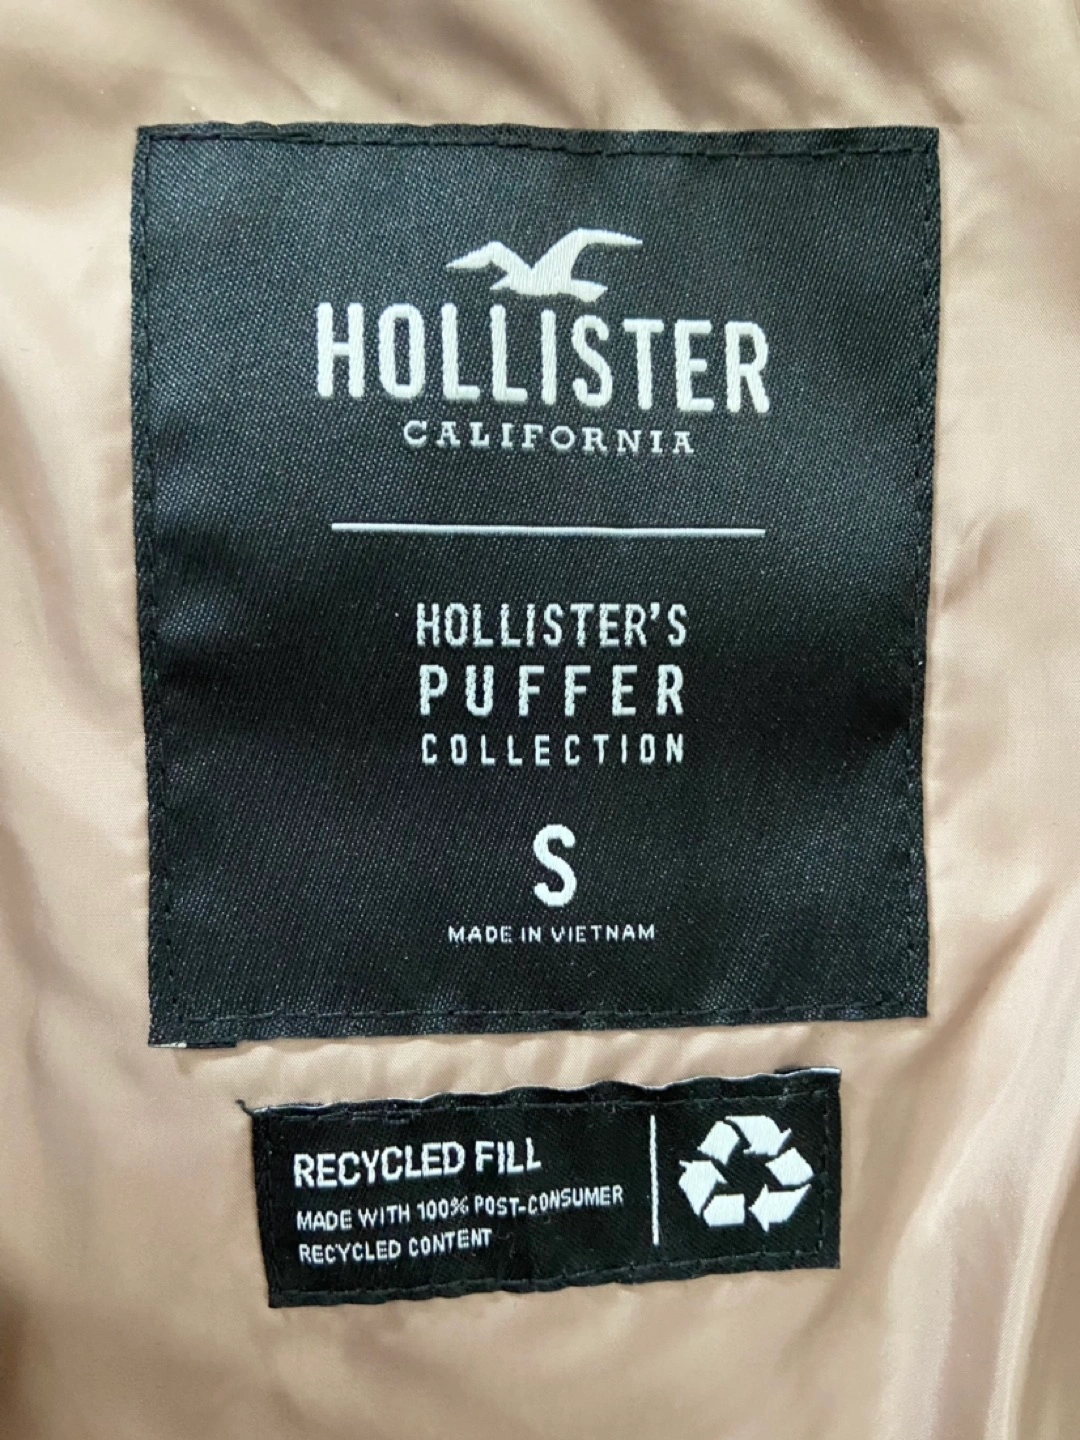 HOLLISTER
CALIFORNIA
HOLLISTER'S
PUFFER
COLLECTION
S
MADE IN VIETNAM
RECYCLED FILL
MADE WITH 100% POST-CONSUMER
RECYCLED CONTENT